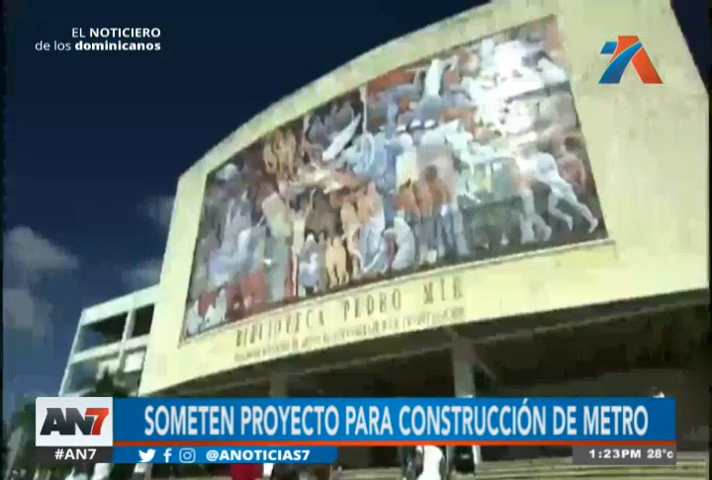 EL NOTICIERO
de los dominicanos
BIBLIOTECA PEDRO MIR
AN7
SOMETEN PROYECTO PARA CONSTRUCCIÓN DE METRO
#AN7
@ANOTICIAS7
1:23PM 28°C